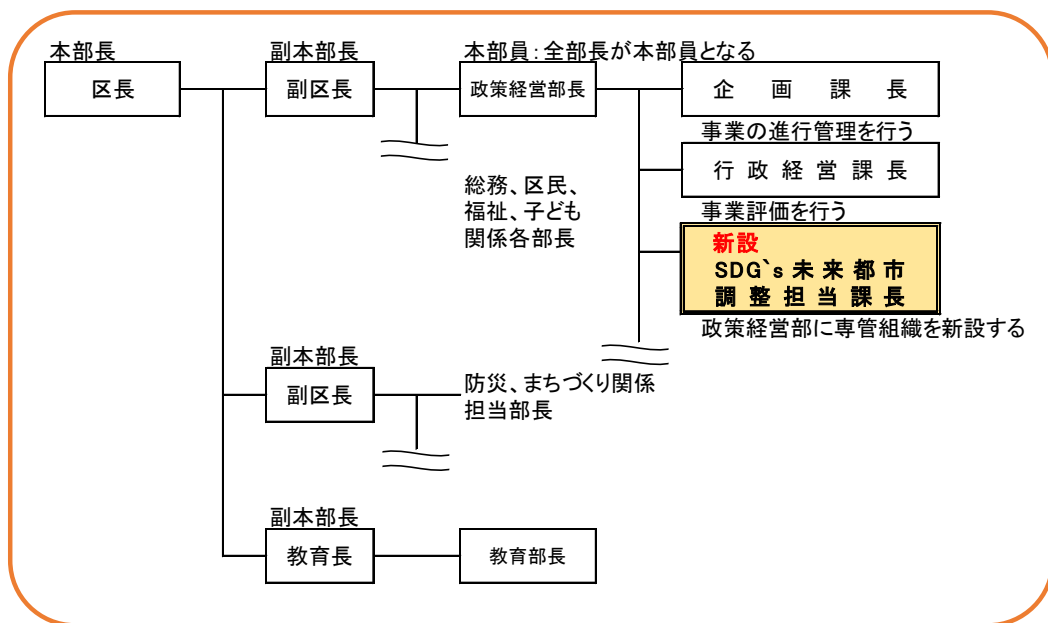 本部長
区長
副本部長
副区長
本部員：全部長が本部員となる
政策経営部長
企画課長
事業の進行管理を行う
行政経営課長
事業評価を行う
総務、区民、
福祉、子ども
関係各部長
新設
SDG`s未来都市
調整担当課長
政策経営部に専管組織を新設する
副本部長
副区長
防災、まちづくり関係
担当部長
副本部長
教育長
教育部長